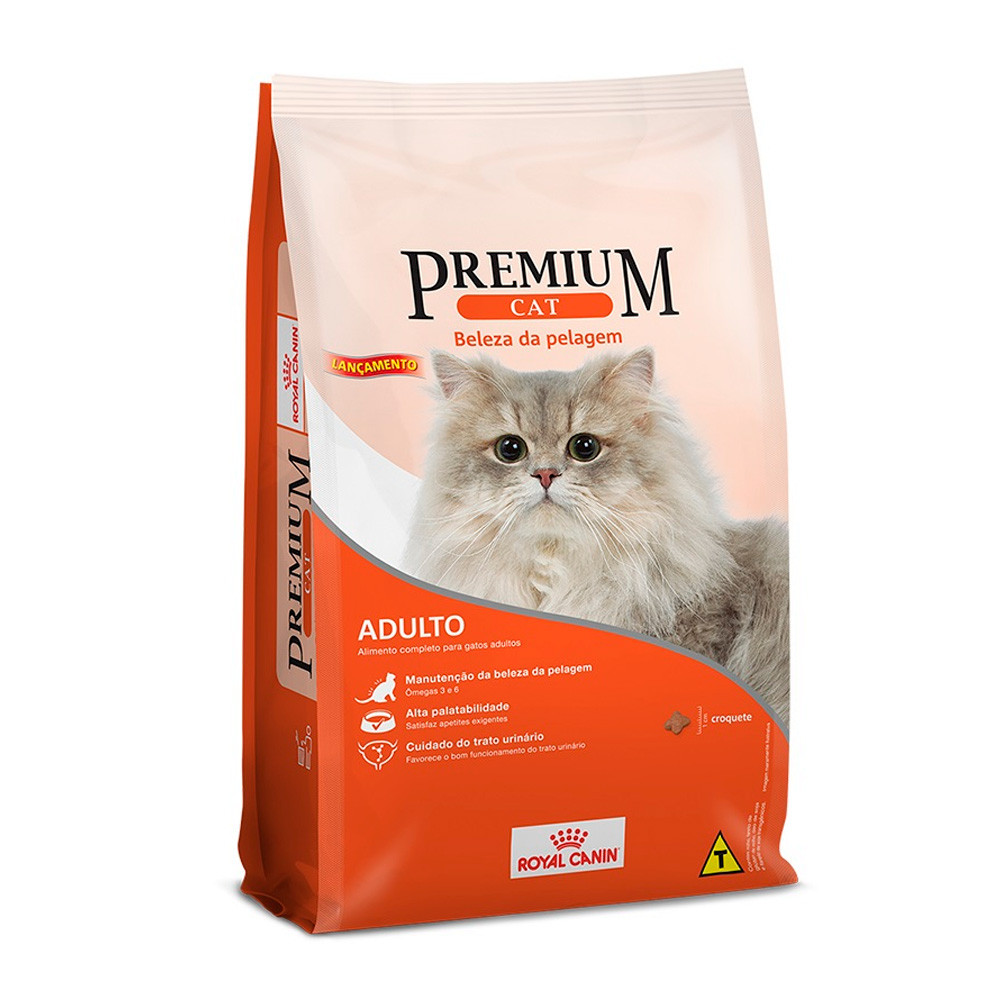 PREMIUM
CAT
Beleza da pelagem
LANÇAMENTO
ROYAL CANIN
PREMIUM
CAT
ADULTO
Alimento completo para gatos adultos
Manutenção da beleza da pelagem
Ômegas 3 e 6
Alta palatabilidade
Satisfaz apetites exigentes
Cuidado do trato urinário
Favorece o bom funcionamento do trato urinário
1 cm
croquete
ROYAL CANIN
T